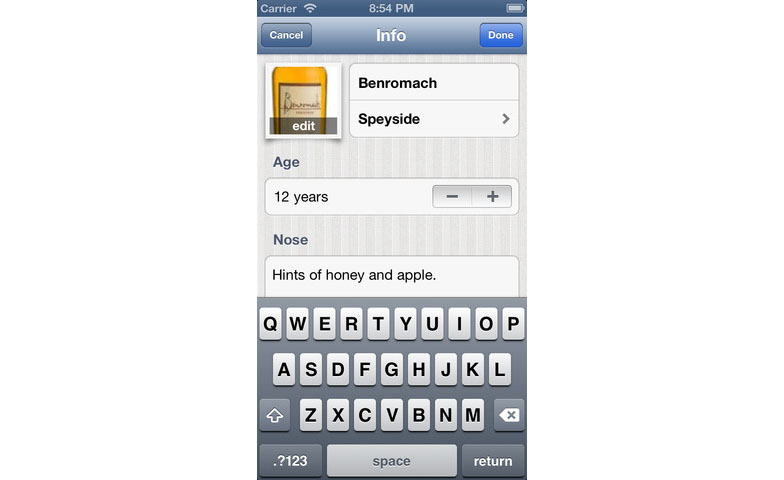 Carrier 8:54 PM
Cancel Info Done
Benromach
edit
Speyside
Age
12 years − +
Nose
Hints of honey and apple.
Q W E R T Y U I O P
A S D F G H J K L
Z X C V B N M
.?123 space return